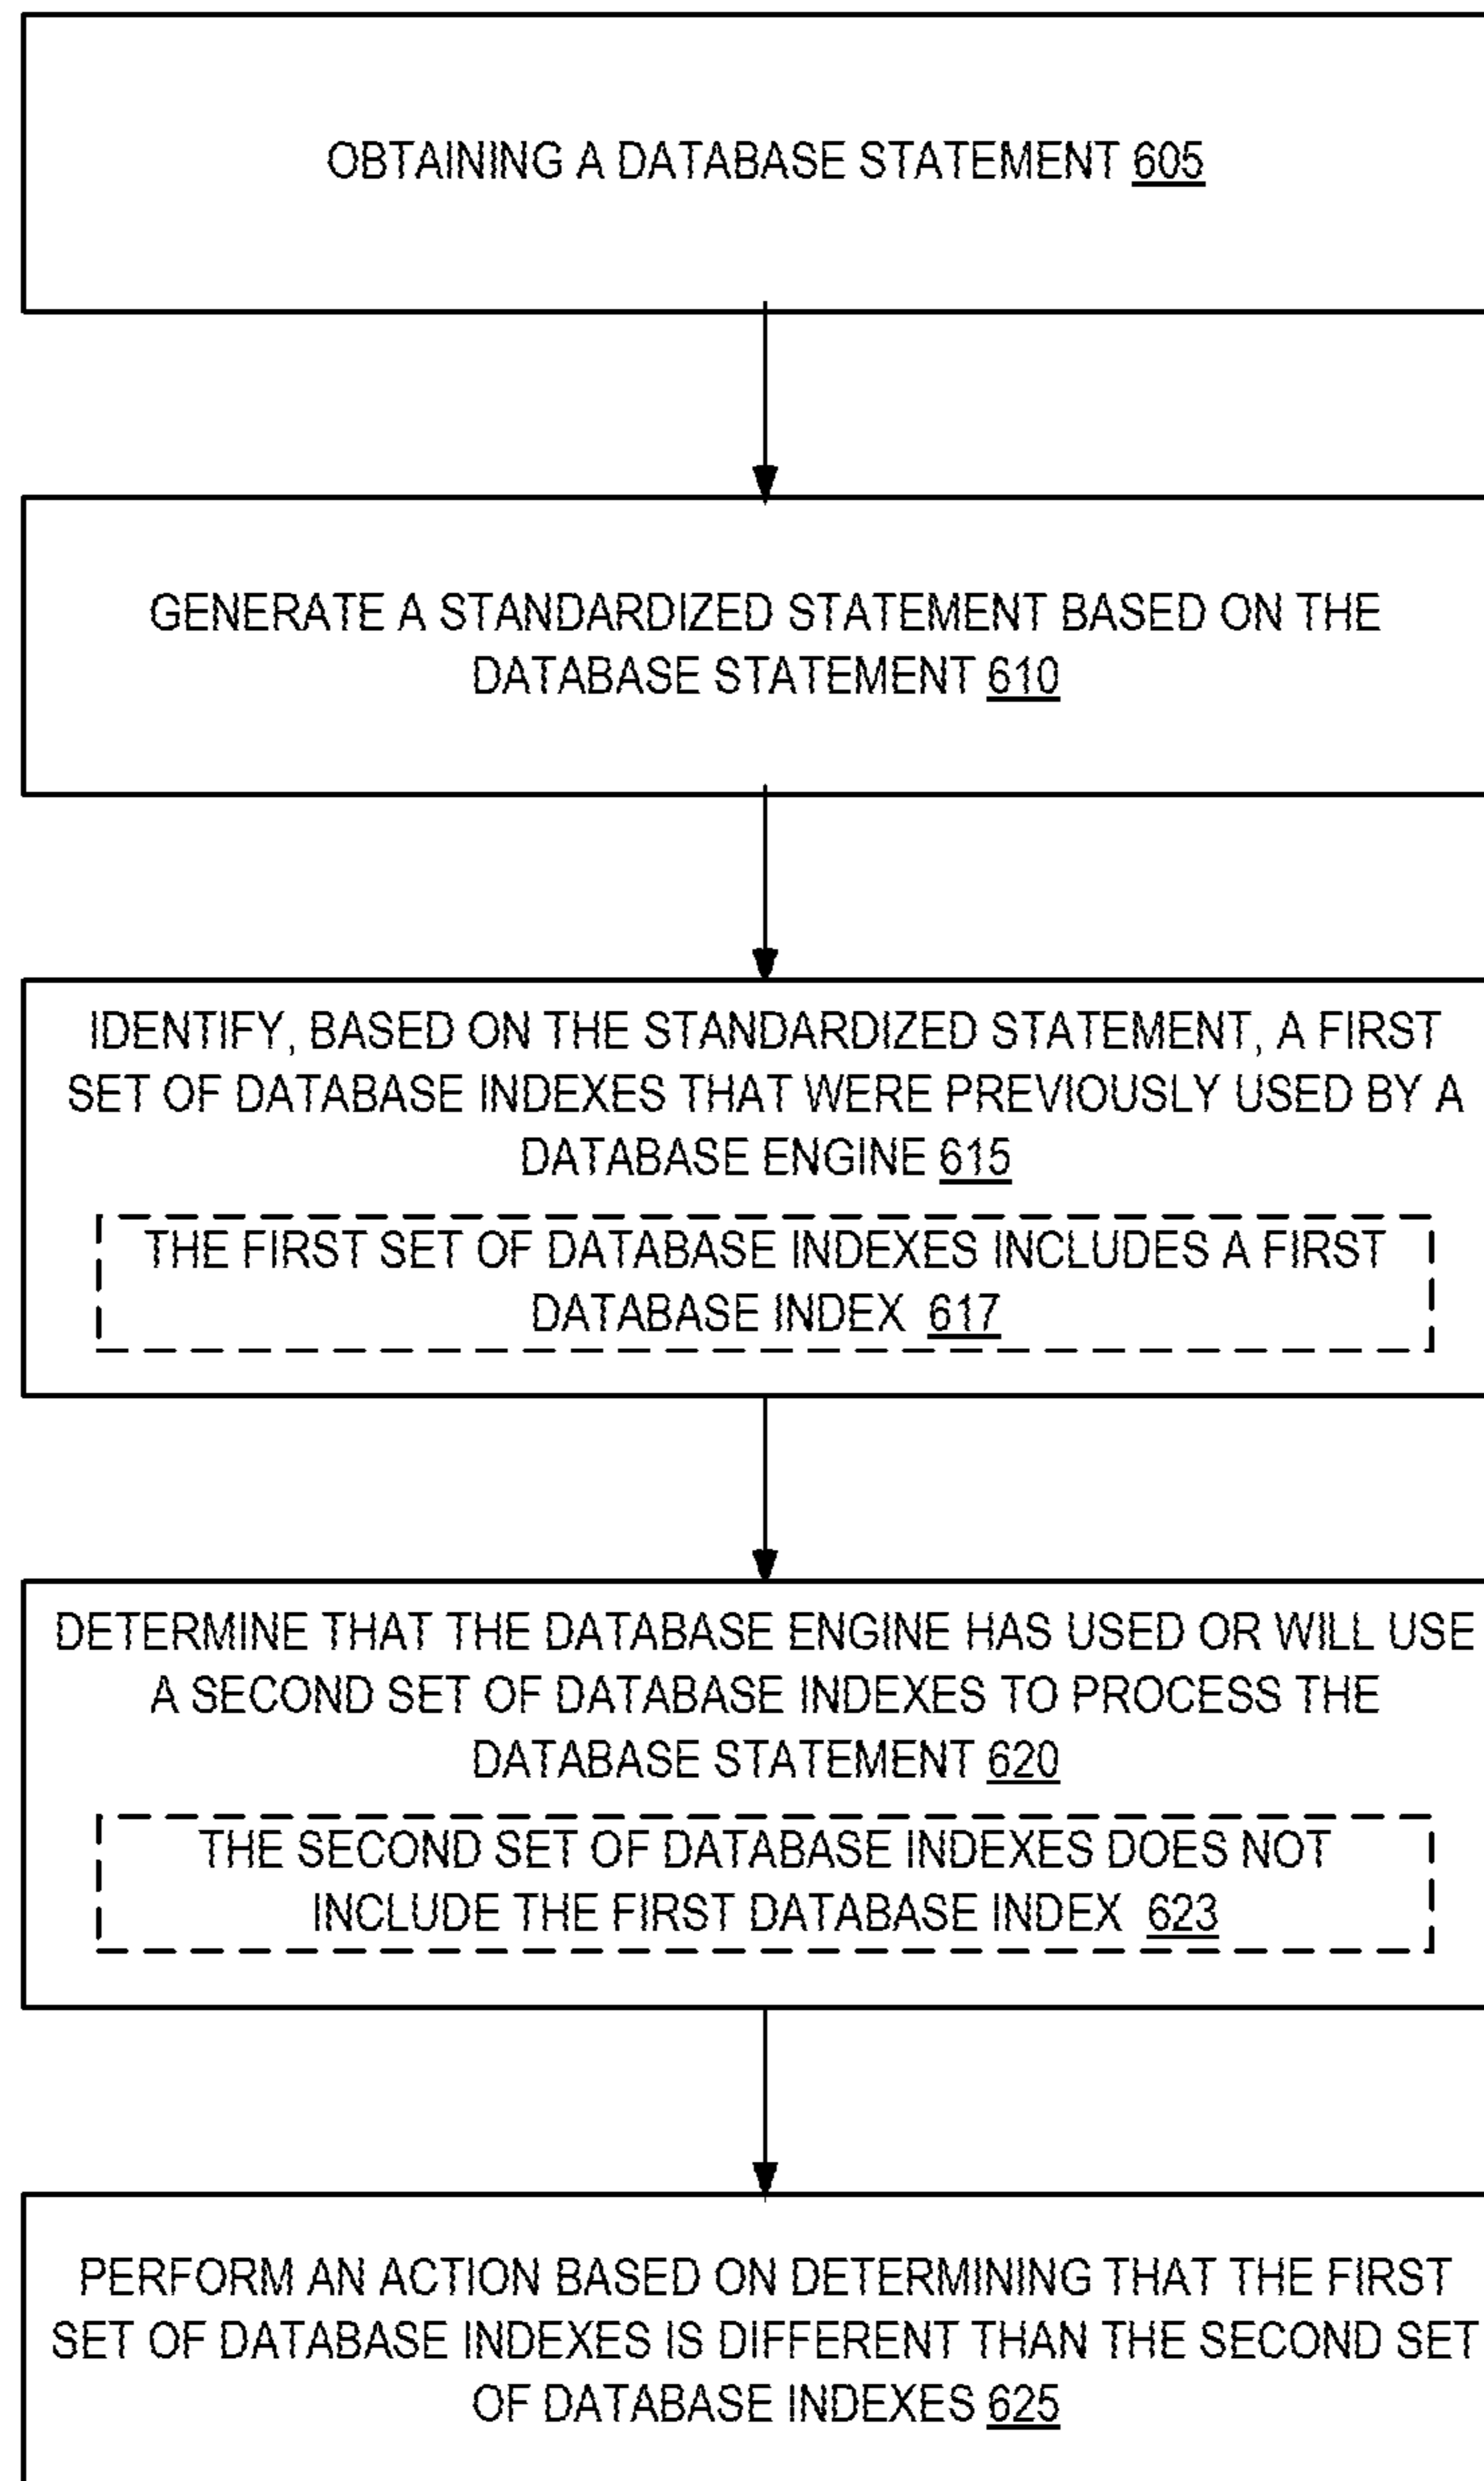 OBTAINING A DATABASE STATEMENT 605
GENERATE A STANDARDIZED STATEMENT BASED ON THE
DATABASE STATEMENT 610
IDENTIFY, BASED ON THE STANDARDIZED STATEMENT, A FIRST
SET OF DATABASE INDEXES THAT WERE PREVIOUSLY USED BY A
DATABASE ENGINE 615
THE FIRST SET OF DATABASE INDEXES INCLUDES A FIRST
DATABASE INDEX 617
DETERMINE THAT THE DATABASE ENGINE HAS USED OR WILL USE
A SECOND SET OF DATABASE INDEXES TO PROCESS THE
DATABASE STATEMENT 620
THE SECOND SET OF DATABASE INDEXES DOES NOT
INCLUDE THE FIRST DATABASE INDEX 623
PERFORM AN ACTION BASED ON DETERMINING THAT THE FIRST
SET OF DATABASE INDEXES IS DIFFERENT THAN THE SECOND SET
OF DATABASE INDEXES 625